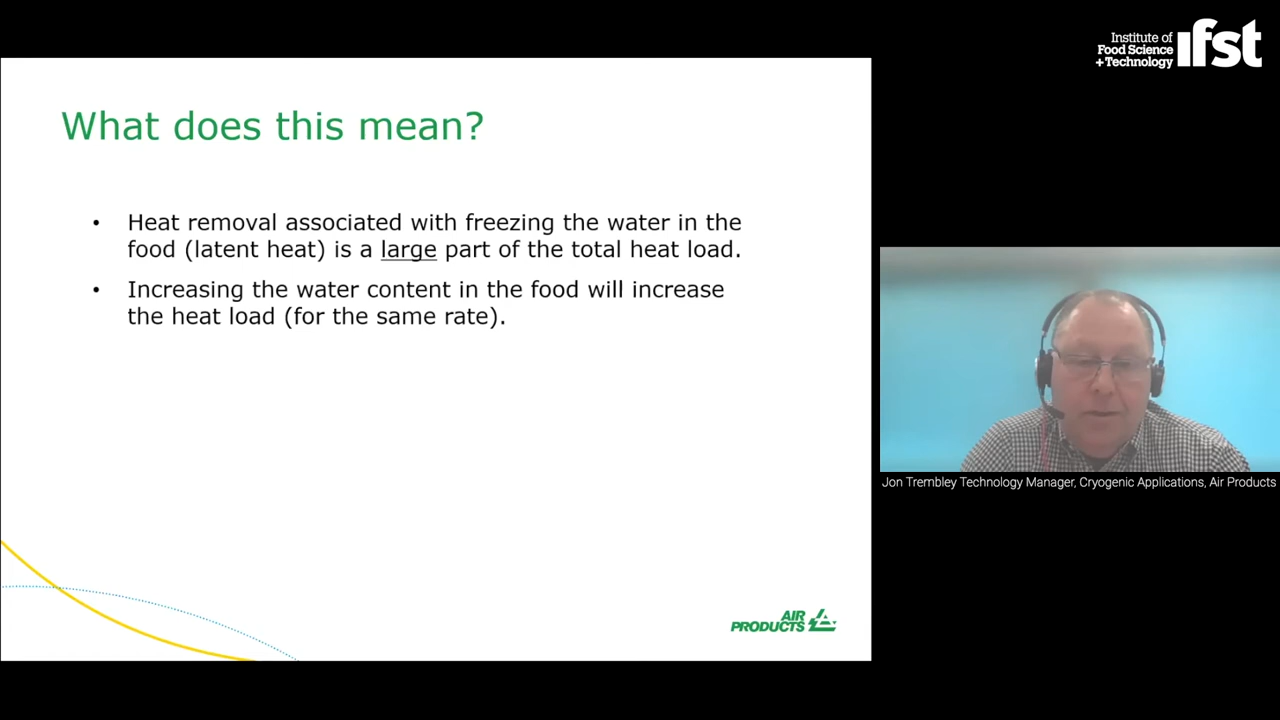 Institute of
Food Science
+Technology
ifst
What does this mean?
• Heat removal associated with freezing the water in the
food (latent heat) is a large part of the total heat load.
• Increasing the water content in the food will increase
the heat load (for the same rate).
Jon Trembley Technology Manager, Cryogenic Applications, Air Products
AIR
PRODUCTS